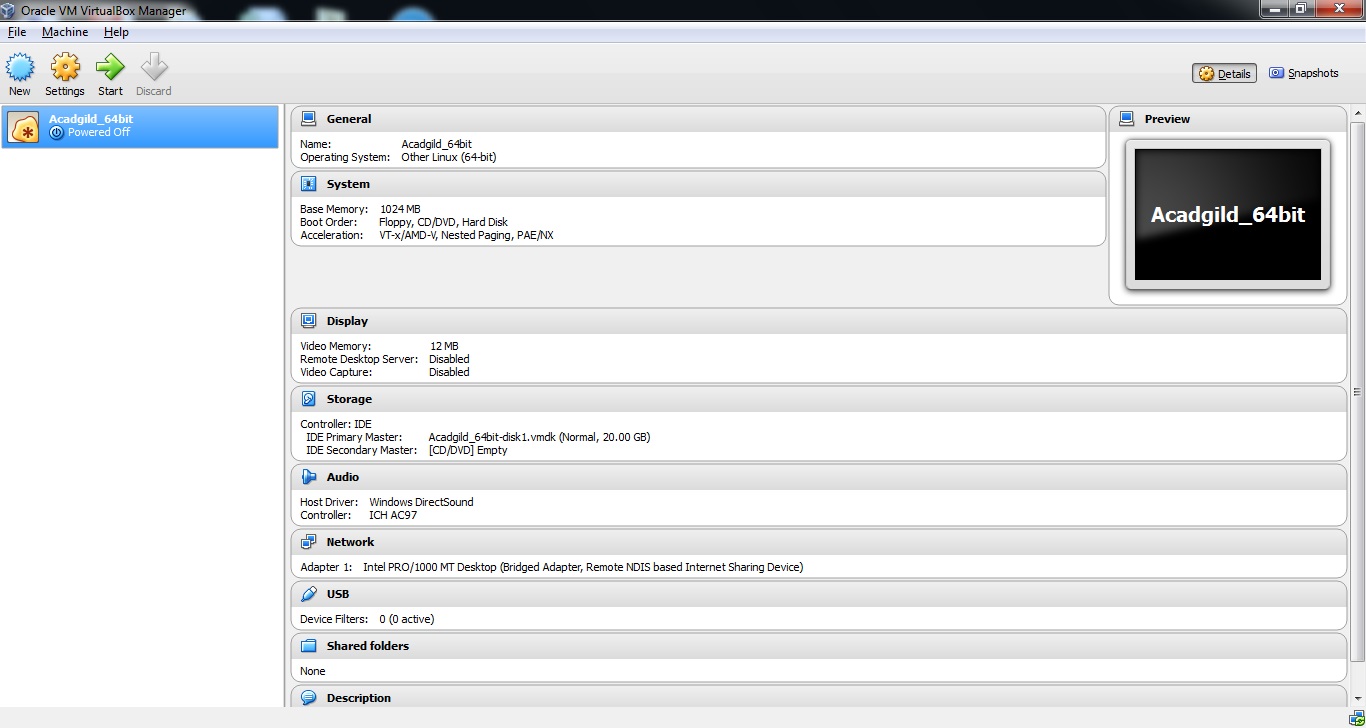 Oracle VM VirtualBox Manager
File Machine Help
New Settings Start Discard
Details Snapshots
Acadgild_64bit
Powered Off
General
Name: Acadgild_64bit
Operating System: Other Linux (64-bit)
System
Base Memory: 1024 MB
Boot Order: Floppy, CD/DVD, Hard Disk
Acceleration: VT-x/AMD-V, Nested Paging, PAE/NX
Preview
Acadgild_64bit
Display
Video Memory: 12 MB
Remote Desktop Server: Disabled
Video Capture: Disabled
Storage
Controller: IDE
IDE Primary Master: Acadgild_64bit-disk1.vmdk (Normal, 20.00 GB)
IDE Secondary Master: [CD/DVD] Empty
Audio
Host Driver: Windows DirectSound
Controller: ICH AC97
Network
Adapter 1: Intel PRO/1000 MT Desktop (Bridged Adapter, Remote NDIS based Internet Sharing Device)
USB
Device Filters: 0 (0 active)
Shared folders
None
Description